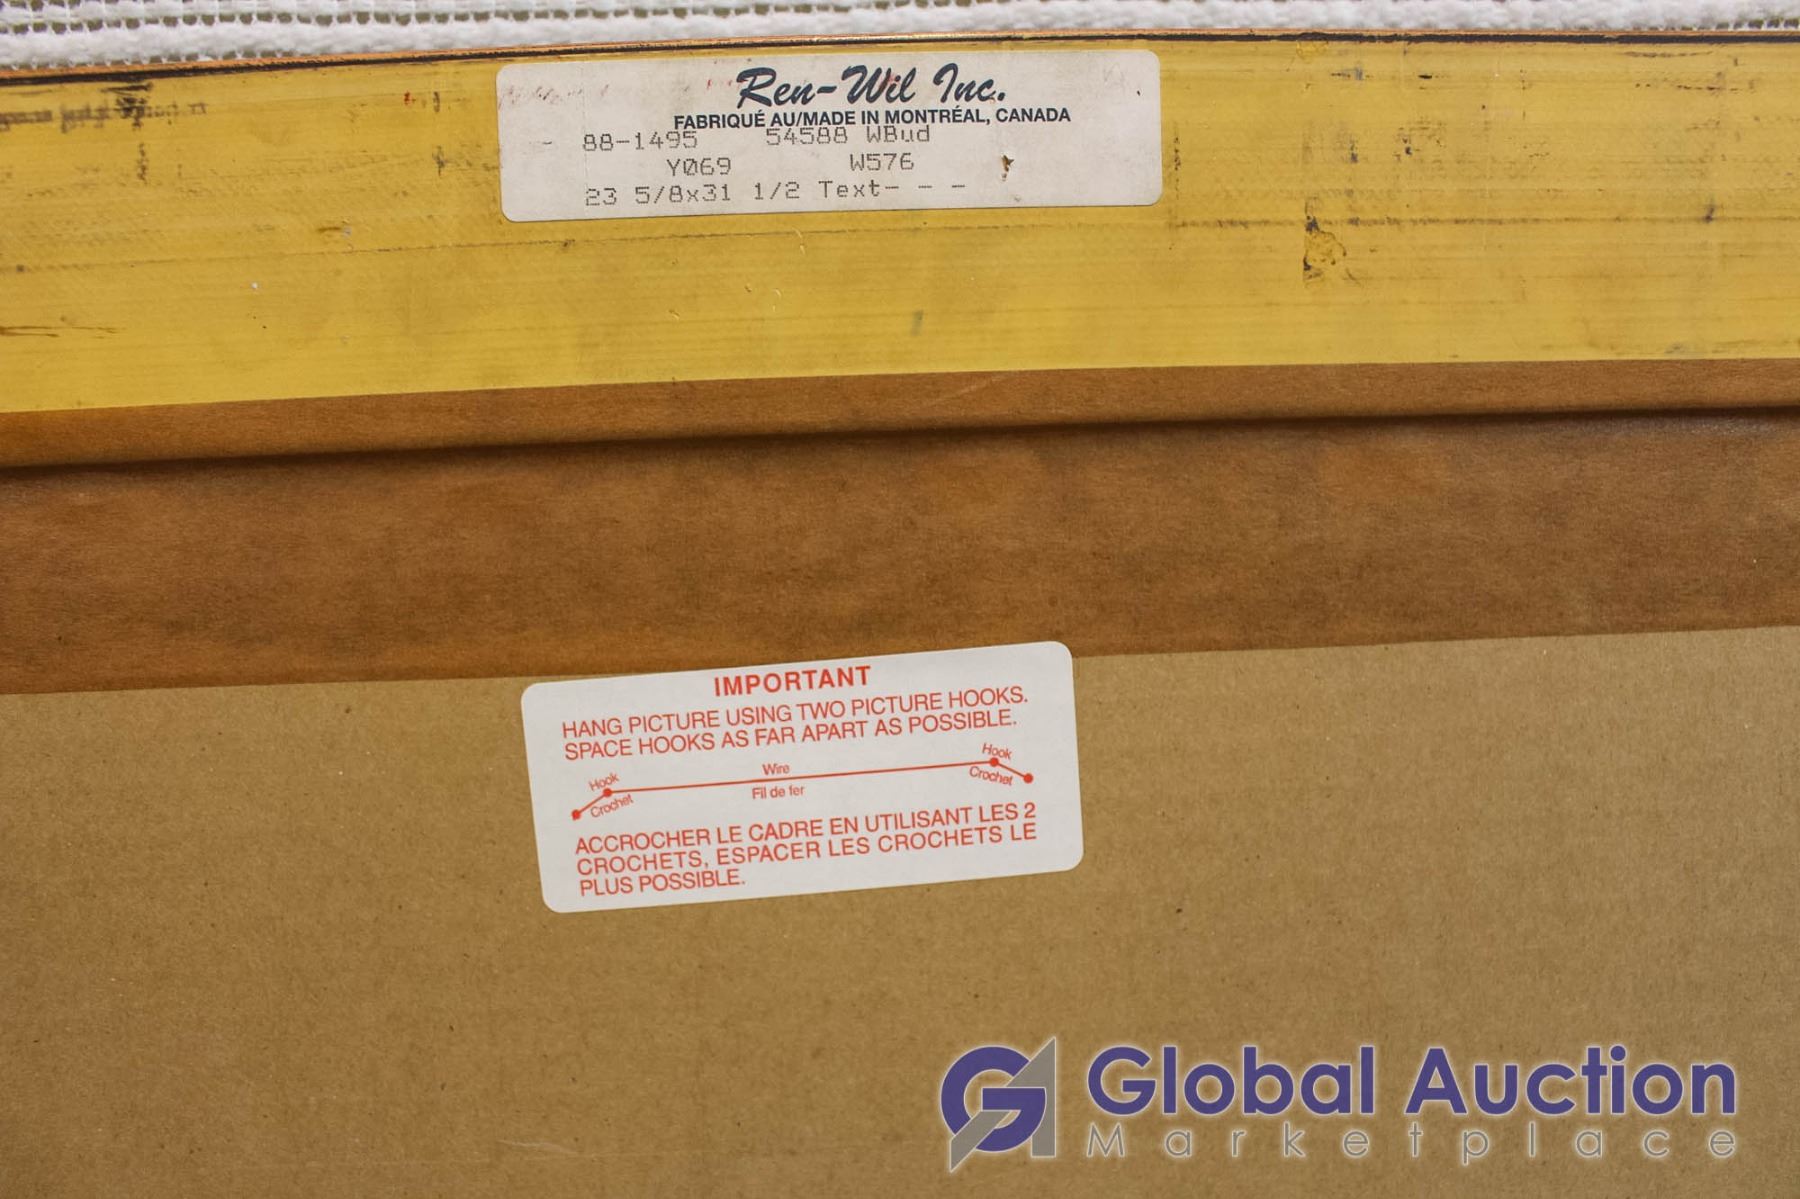 Ren-Wil Inc.
FABRIQUÉ AU/MADE IN MONTRÉAL, CANADA
- 88-1495 54588 WBud
Y069 W576
23 5/8x31 1/2 Text- - -
IMPORTANT
HANG PICTURE USING TWO PICTURE HOOKS.
SPACE HOOKS AS FAR APART AS POSSIBLE.
Hook Wire Hook
Crochet Fil de fer Crochet
ACCROCHER LE CADRE EN UTILISANT LES 2
CROCHETS, ESPACER LES CROCHETS LE
PLUS POSSIBLE.
Global Auction
Marketplace